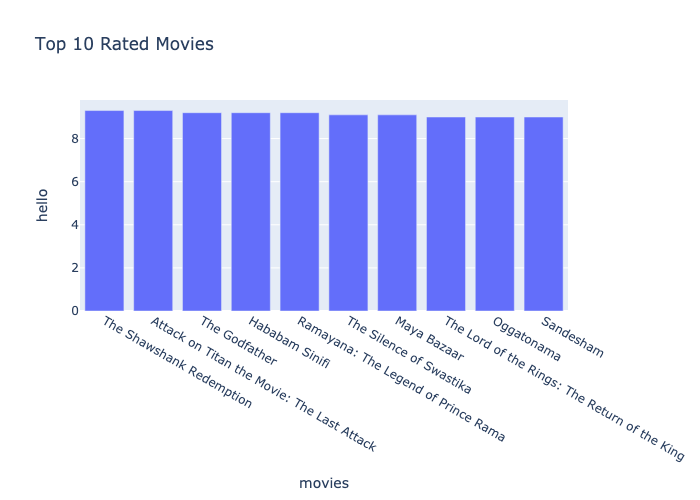 Top 10 Rated Movies
hello
8
6
4
2
0
The Shawshank Redemption
Attack on Titan the Movie: The Last Attack
The Godfather
Hababam Sinifi
Ramayana: The Legend of Prince Rama
The Silence of Swastika
Maya Bazaar
The Lord of the Rings: The Return of the King
Oggatonama
Sandesham
movies